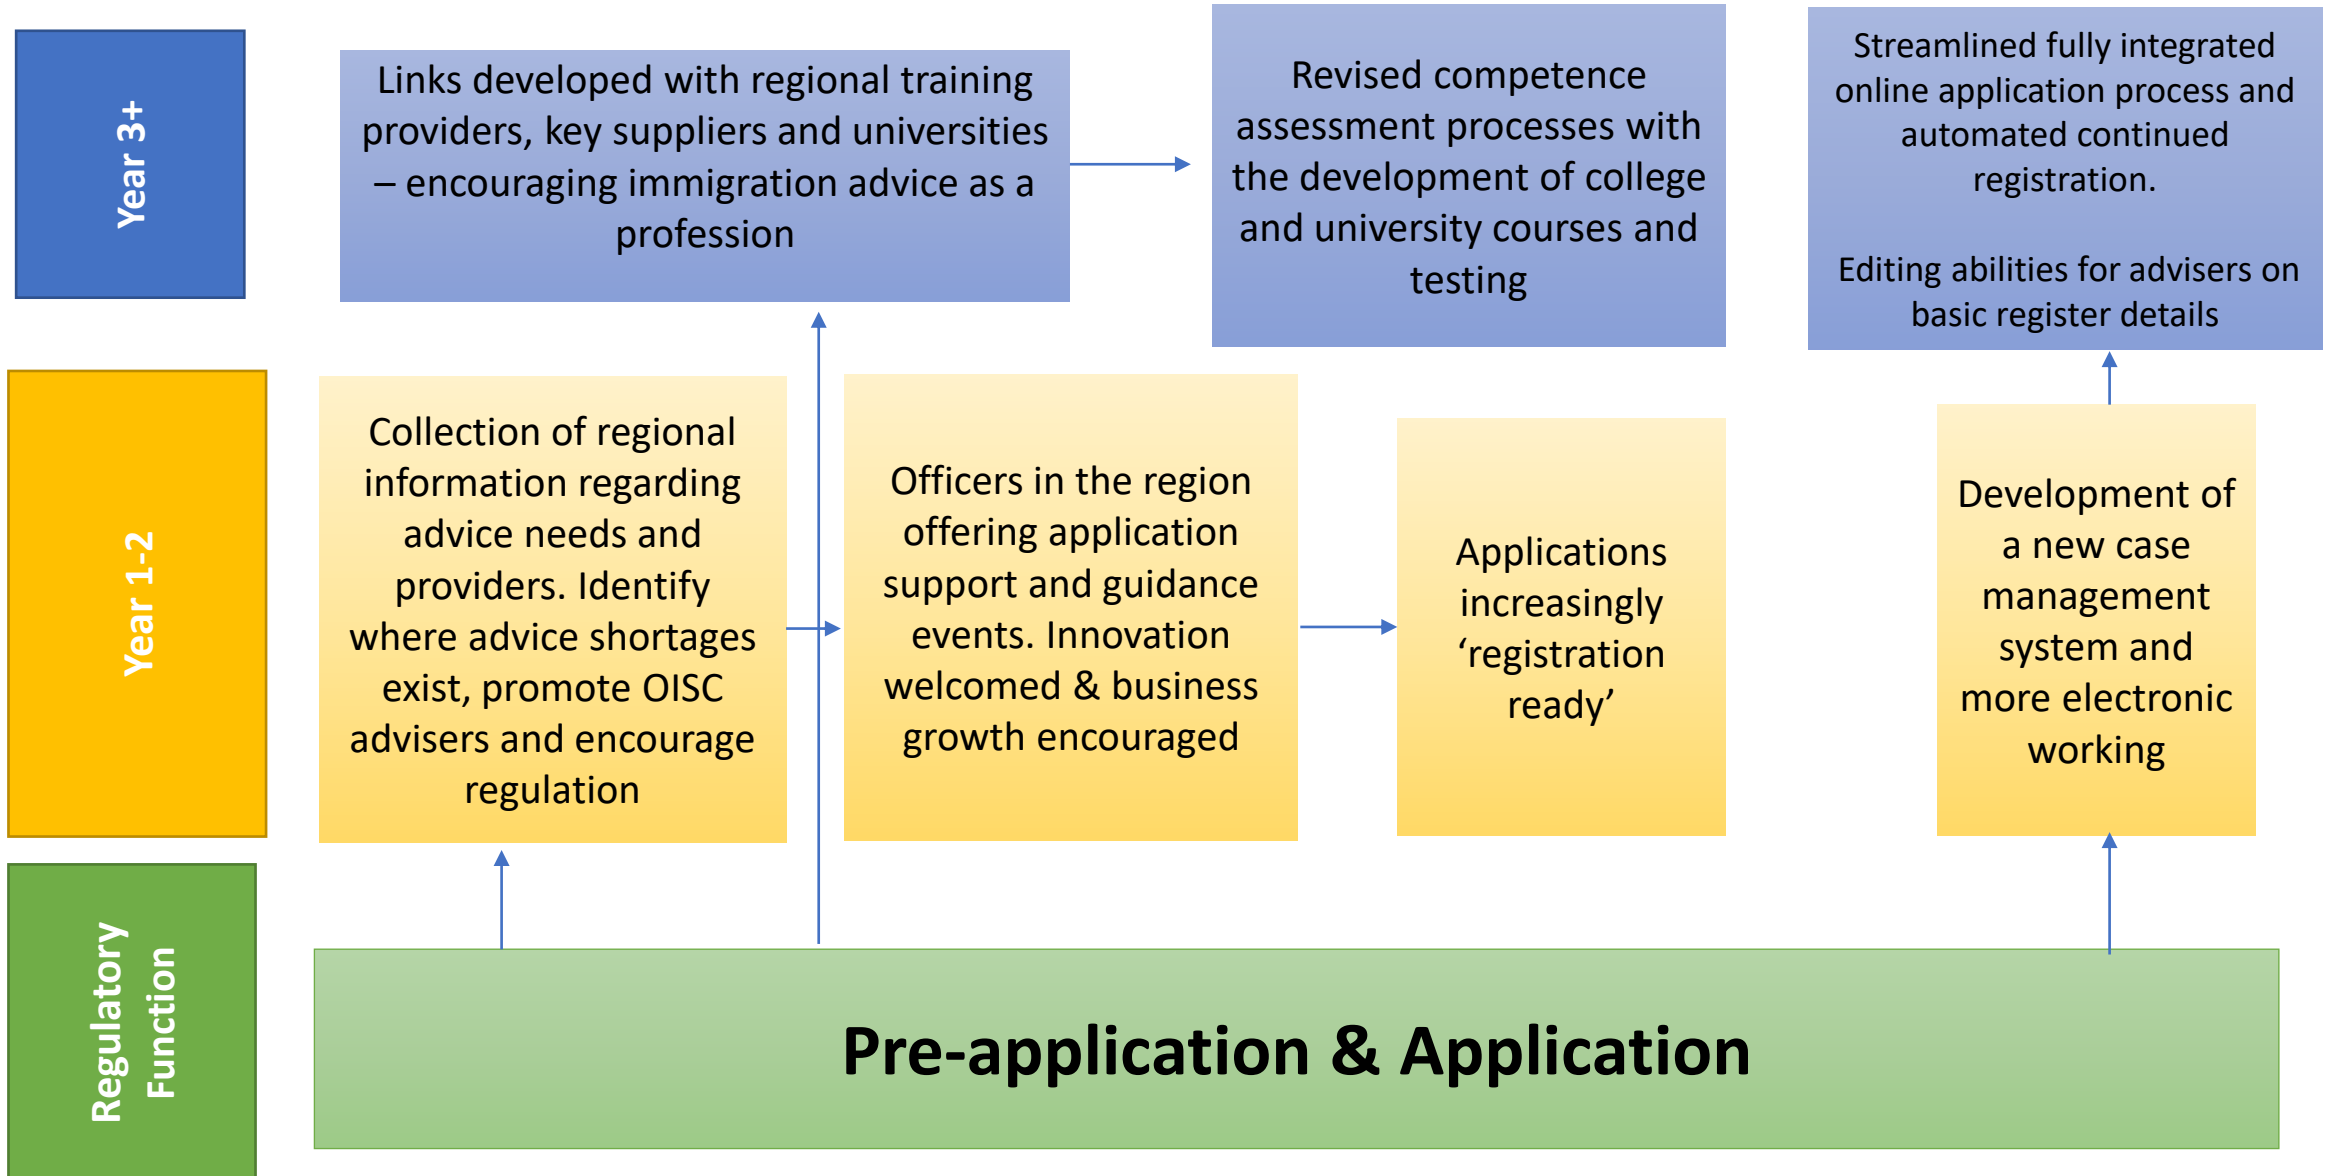 Year 3+
Links developed with regional training
providers, key suppliers and universities
– encouraging immigration advice as a
profession
Revised competence
assessment processes with
the development of college
and university courses and
testing
Streamlined fully integrated
online application process and
automated continued
registration.
Editing abilities for advisers on
basic register details
Year 1-2
Collection of regional
information regarding
advice needs and
providers. Identify
where advice shortages
exist, promote OISC
advisers and encourage
regulation
Officers in the region
offering application
support and guidance
events. Innovation
welcomed & business
growth encouraged
Applications
increasingly
‘registration
ready’
Development of
a new case
management
system and
more electronic
working
Regulatory
Function
Pre-application & Application